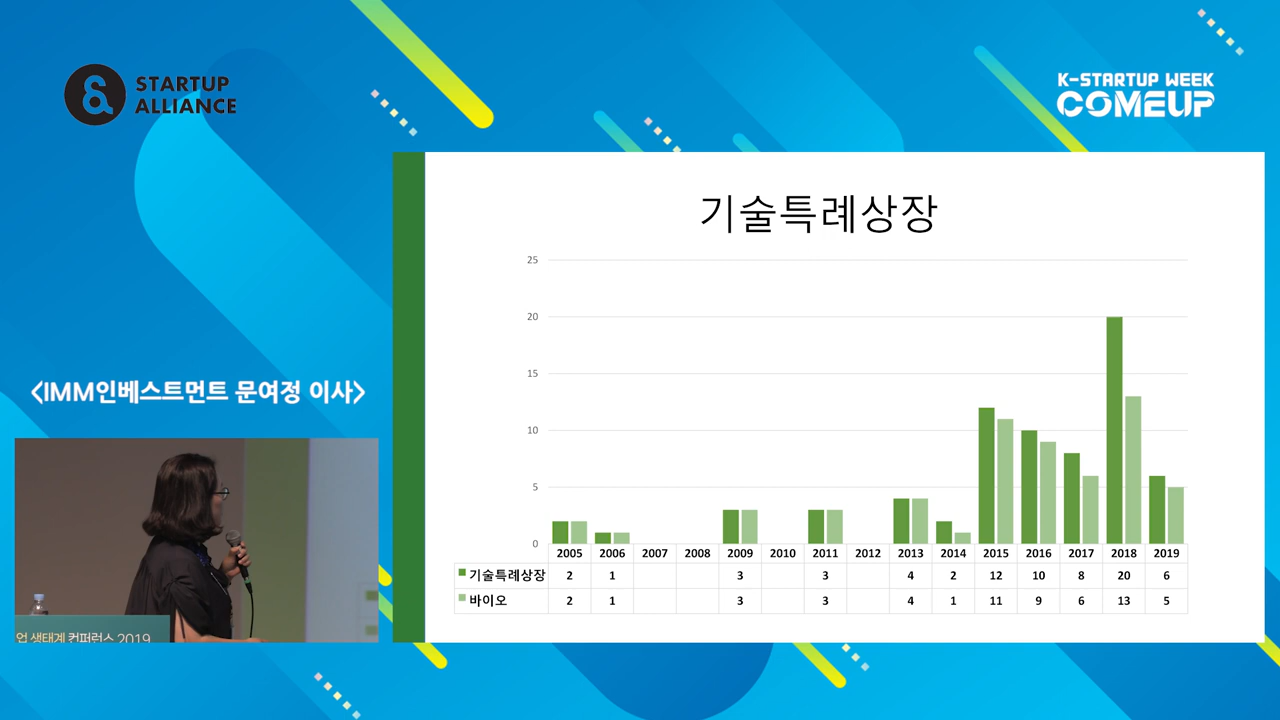 STARTUP
ALLIANCE
K-STARTUP WEEK
COMEUP
<IMM인베스트먼트 문여정 이사>
업 생태계 컨퍼런스 2019
기술특례상장
25
20
15
10
5
0
2005 2006 2007 2008 2009 2010 2011 2012 2013 2014 2015 2016 2017 2018 2019
기술특례상장 2 1 3 3 4 2 12 10 8 20 6
바이오 2 1 3 3 4 1 11 9 6 13 5